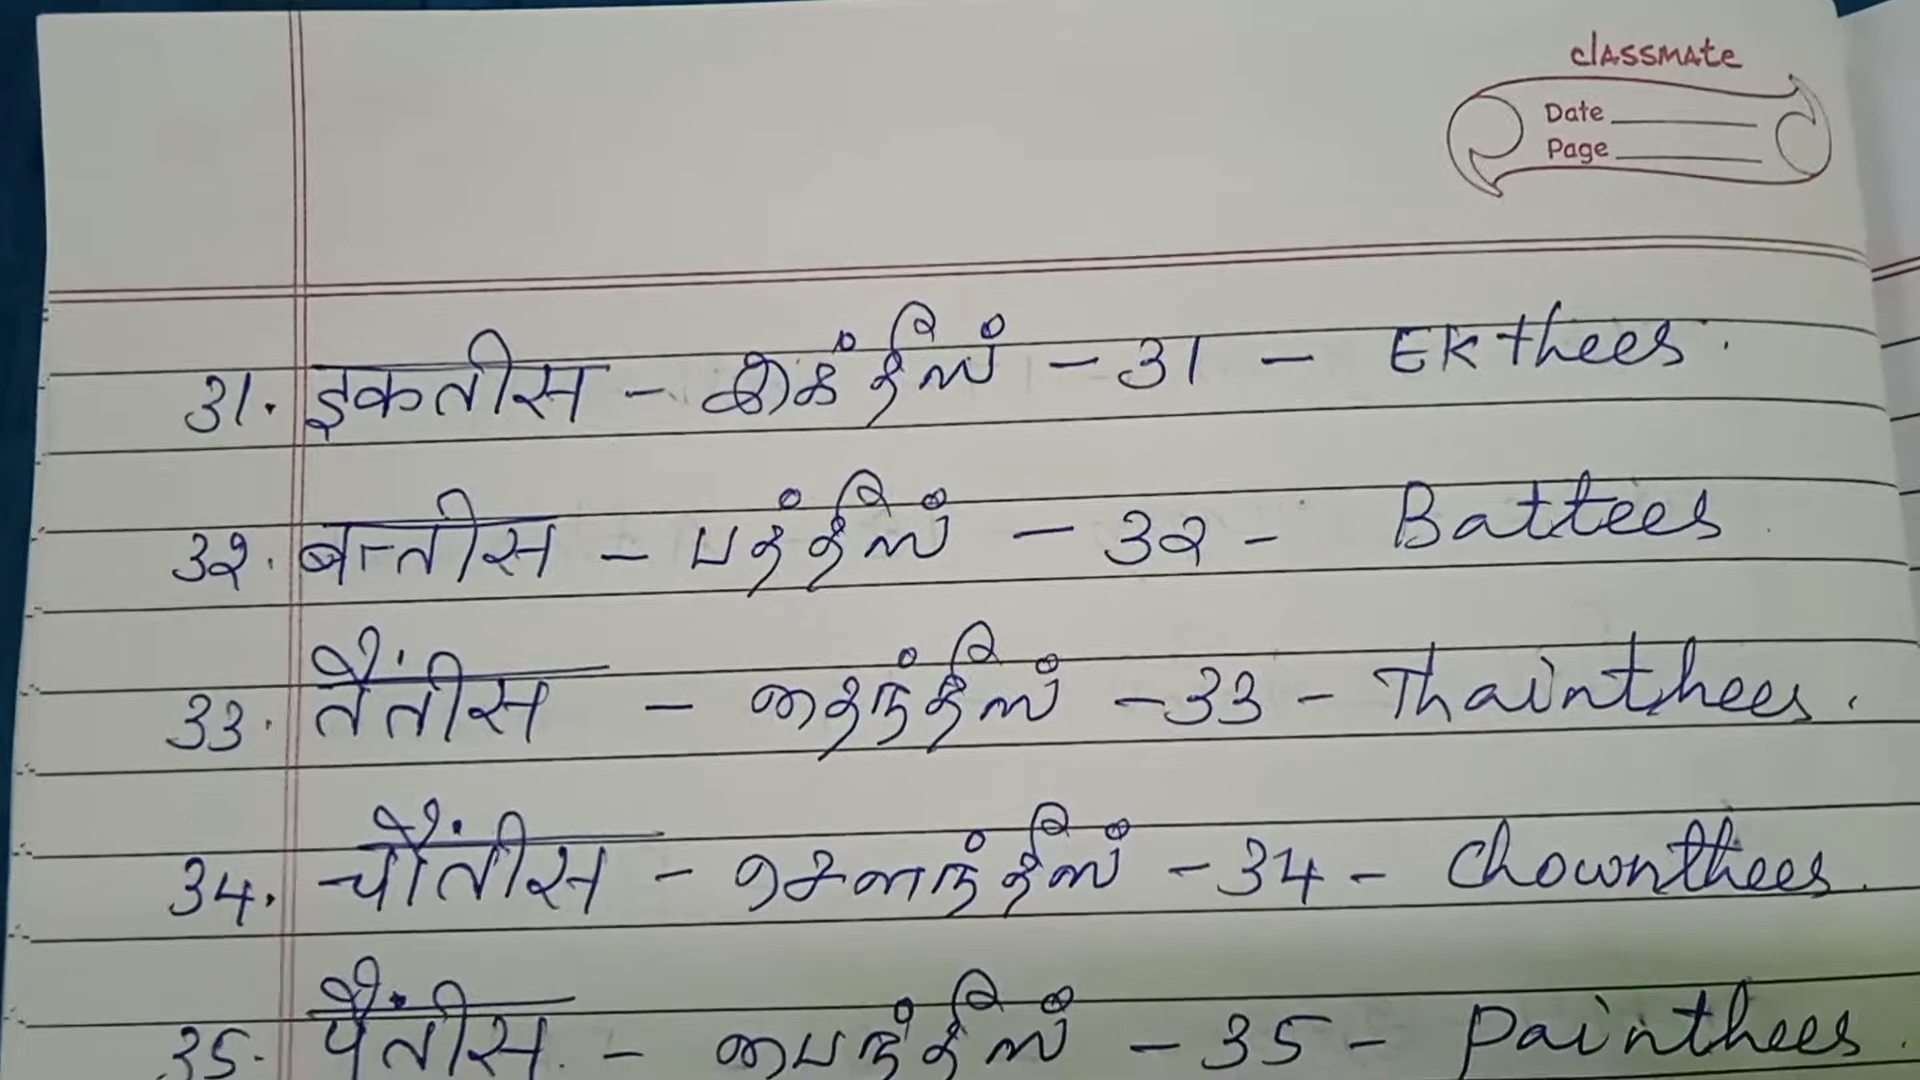 classmate
Date
Page
31. इकतीस - இக்தீஸ் - 31 - Ekthees.
32. बत्तीस - பத்தீஸ் - 32 - Battees
33. तैंतीस - தைந்தீஸ் - 33 - Thainthees.
34. चौंतीस - சௌந்தீஸ் - 34 - Chownthees.
35. पैंतीस. - பைந்தீஸ் - 35 - Painthees.